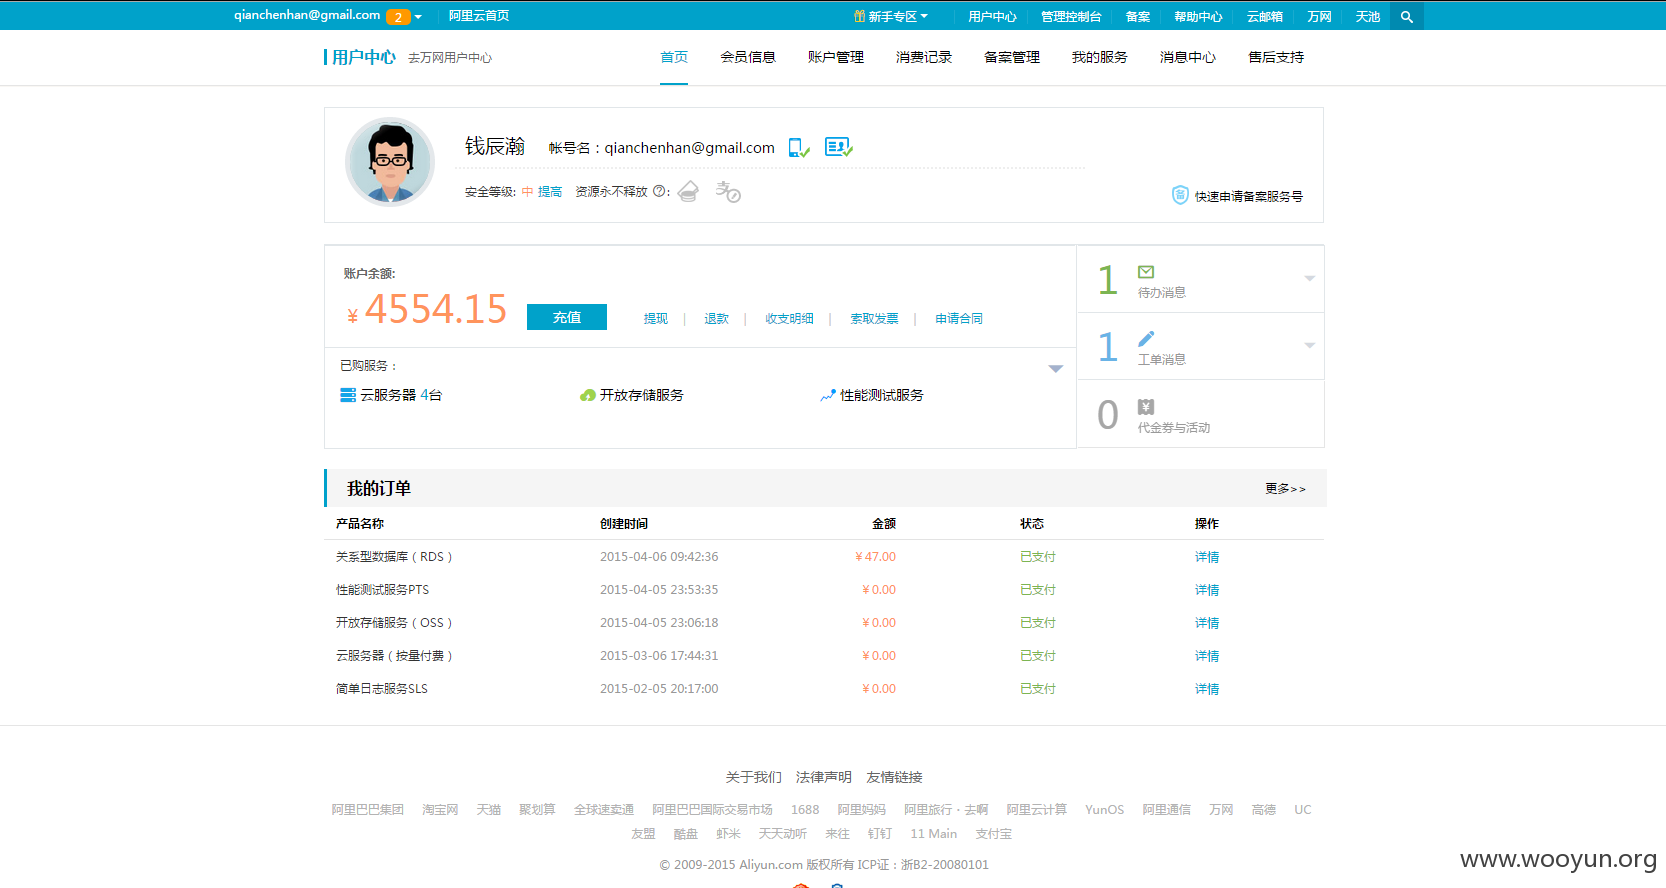 qianchenhan@gmail.com 2 阿里云首页 新手专区 用户中心 管理控制台 备案 帮助中心 云邮箱 万网 天池
用户中心 去万网用户中心 首页 会员信息 账户管理 消费记录 备案管理 我的服务 消息中心 售后支持
钱辰瀚 帐号名：qianchenhan@gmail.com
安全等级: 中 提高 资源永不释放 ?:
备 快速申请备案服务号
账户余额:
¥ 4554.15 充值 提现 | 退款 | 收支明细 | 索取发票 | 申请合同
1 待办消息
1 工单消息
0 代金券与活动
已购服务：
云服务器 4台 开放存储服务 性能测试服务
我的订单 更多>>
产品名称 创建时间 金额 状态 操作
关系型数据库（RDS） 2015-04-06 09:42:36 ¥47.00 已支付 详情
性能测试服务PTS 2015-04-05 23:53:35 ¥0.00 已支付 详情
开放存储服务（OSS） 2015-04-05 23:06:18 ¥0.00 已支付 详情
云服务器（按量付费） 2015-03-06 17:44:31 ¥0.00 已支付 详情
简单日志服务SLS 2015-02-05 20:17:00 ¥0.00 已支付 详情
关于我们 法律声明 友情链接
阿里巴巴集团 淘宝网 天猫 聚划算 全球速卖通 阿里巴巴国际交易市场 1688 阿里妈妈 阿里旅行·去啊 阿里云计算 YunOS 阿里通信 万网 高德 UC
友盟 酷盘 虾米 天天动听 来往 钉钉 11 Main 支付宝
© 2009-2015 Aliyun.com 版权所有 ICP证：浙B2-20080101
www.wooyun.org